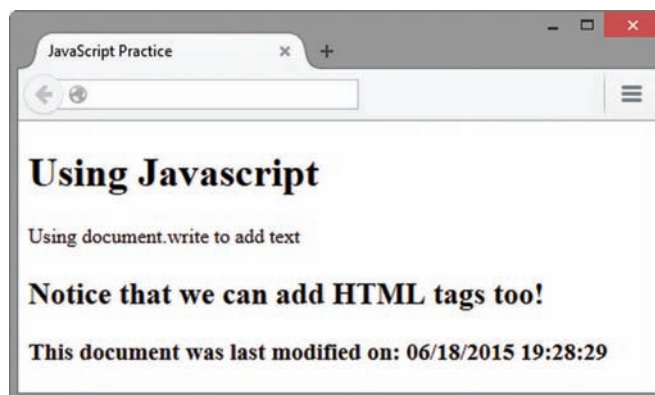 JavaScript Practice
Using Javascript
Using document.write to add text
Notice that we can add HTML tags too!
This document was last modified on: 06/18/2015 19:28:29